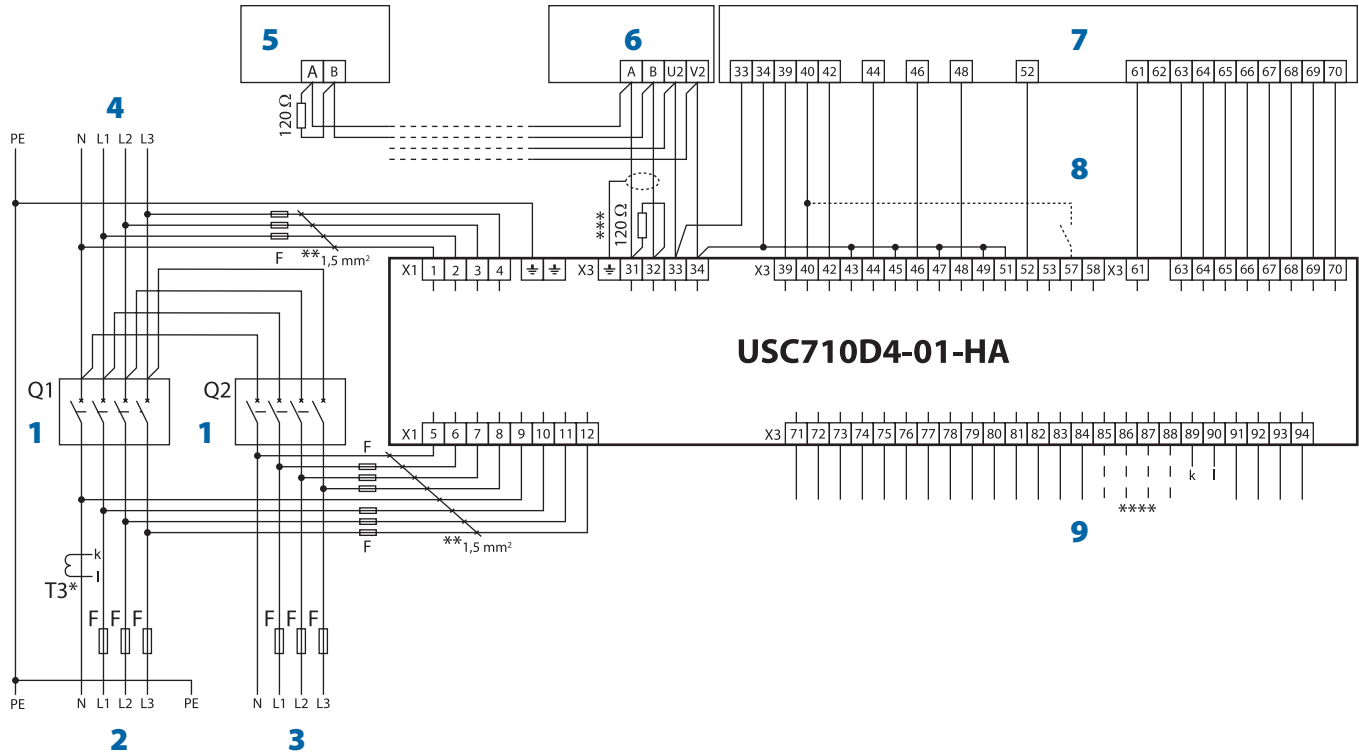 5 6 7
A B A B U2 V2 33 34 39 40 42 44 46 48 52 61 62 63 64 65 66 67 68 69 70
120 Ω
4
PE N L1 L2 L3
8
*** 120 Ω
F **1,5 mm²
X1 1 2 3 4 X3 31 32 33 34 X3 39 40 42 43 44 45 46 47 48 49 51 52 53 57 58 X3 61 63 64 65 66 67 68 69 70
USC710D4-01-HA
Q1 Q2
1 1
X1 5 6 7 8 9 10 11 12 X3 71 72 73 74 75 76 77 78 79 80 81 82 83 84 85 86 87 88 89 90 91 92 93 94
F
k l
****
9
**1,5 mm²
F
k
l
T3*
F F F F F F
PE N L1 L2 L3 PE N L1 L2 L3
2 3